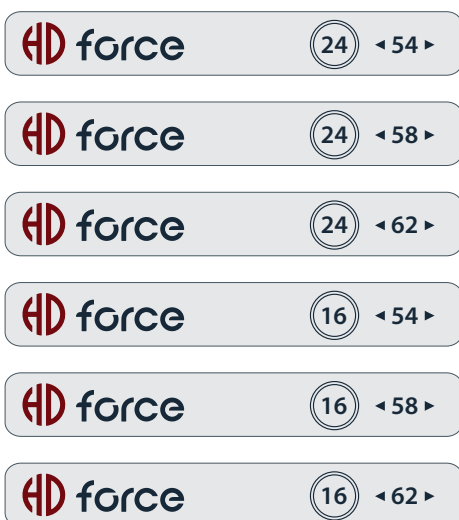 HD force 24 ◂ 54 ▸
HD force 24 ◂ 58 ▸
HD force 24 ◂ 62 ▸
HD force 16 ◂ 54 ▸
HD force 16 ◂ 58 ▸
HD force 16 ◂ 62 ▸